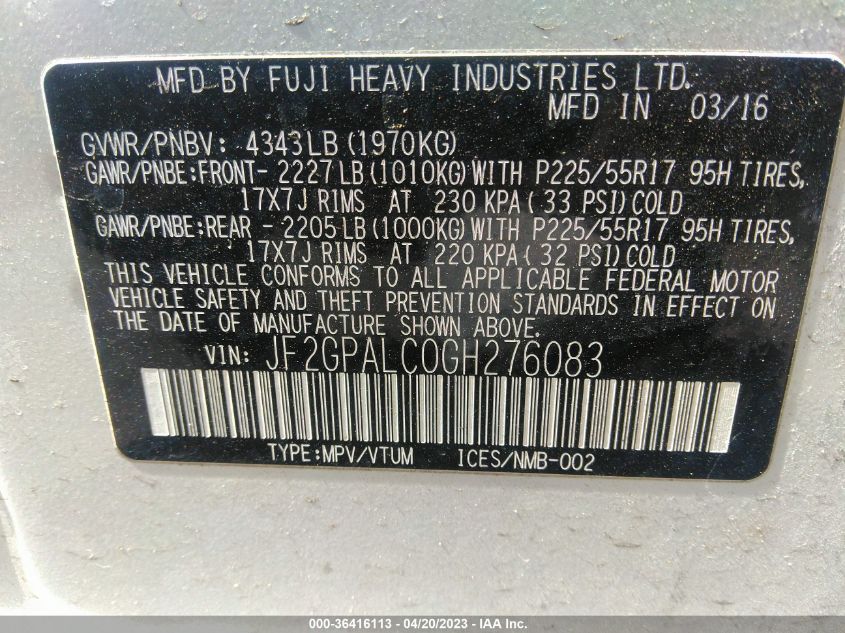 MFD BY FUJI HEAVY INDUSTRIES LTD.
MFD IN 03/16
GVWR/PNBV: 4343LB (1970KG)
GAWR/PNBE:FRONT- 2227LB (1010KG) WITH P225/55R17 95H TIRES,
17X7J RIMS AT 230 KPA (33 PSI) COLD
GAWR/PNBE:REAR - 2205LB (1000KG) WITH P225/55R17 95H TIRES,
17X7J RIMS AT 220 KPA (32 PSI) COLD
THIS VEHICLE CONFORMS TO ALL APPLICABLE FEDERAL MOTOR
VEHICLE SAFETY AND THEFT PREVENTION STANDARDS IN EFFECT ON
THE DATE OF MANUFACTURE SHOWN ABOVE.
VIN: JF2GPALC0GH276083
TYPE:MPV/VTUM ICES/NMB-002
000-36416113 - 04/20/2023 - IAA Inc.